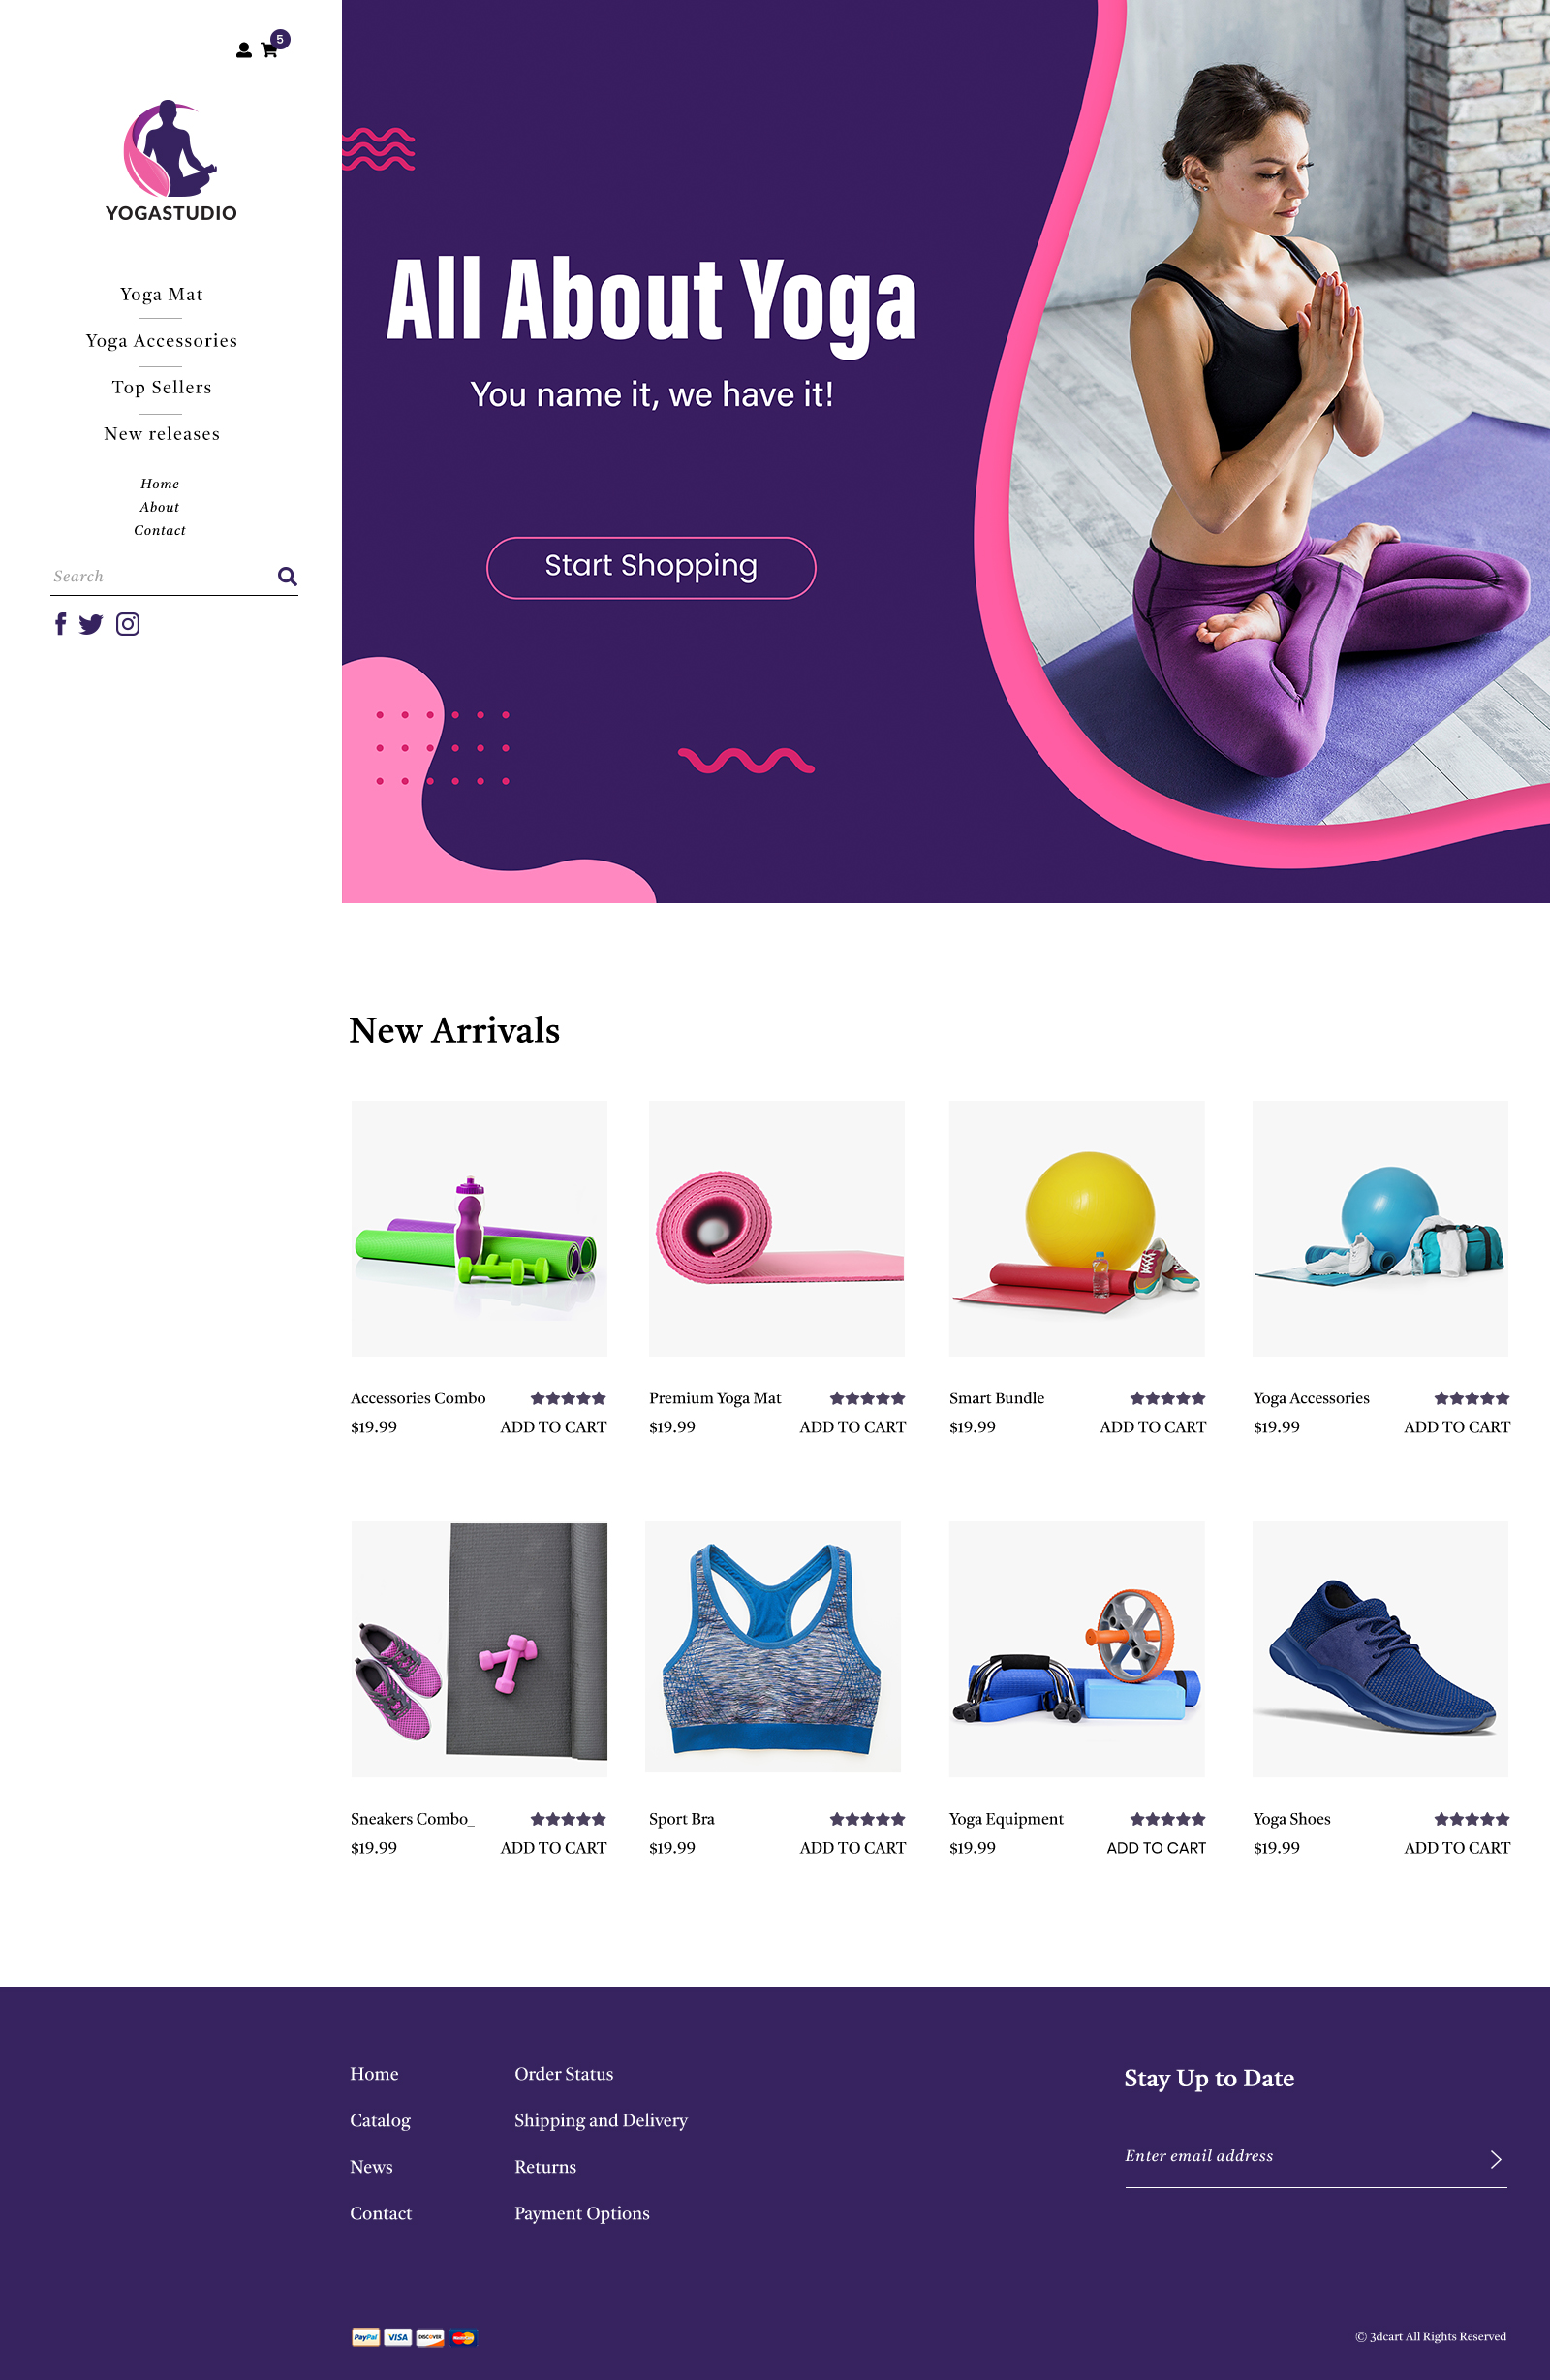 5
YOGASTUDIO
Yoga Mat
Yoga Accessories
Top Sellers
New releases
Home
About
Contact
Search
All About Yoga
You name it, we have it!
Start Shopping
New Arrivals
Accessories Combo
$19.99 ADD TO CART
Premium Yoga Mat
$19.99 ADD TO CART
Smart Bundle
$19.99 ADD TO CART
Yoga Accessories
$19.99 ADD TO CART
Sneakers Combo_
$19.99 ADD TO CART
Sport Bra
$19.99 ADD TO CART
Yoga Equipment
$19.99 ADD TO CART
Yoga Shoes
$19.99 ADD TO CART
Home
Catalog
News
Contact
Order Status
Shipping and Delivery
Returns
Payment Options
Stay Up to Date
Enter email address
PayPal VISA DISCOVER MasterCard
© 3dcart All Rights Reserved